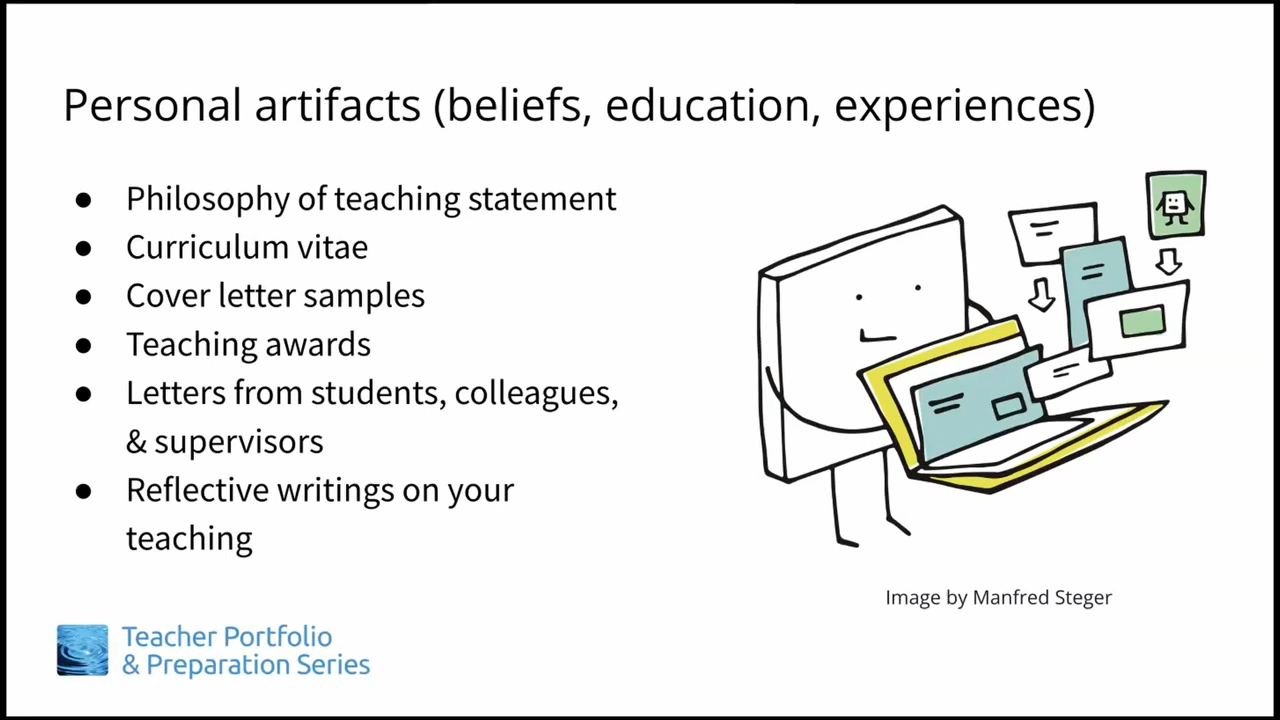 Personal artifacts (beliefs, education, experiences)
● Philosophy of teaching statement
● Curriculum vitae
● Cover letter samples
● Teaching awards
● Letters from students, colleagues,
& supervisors
● Reflective writings on your
teaching
Image by Manfred Steger
Teacher Portfolio
& Preparation Series